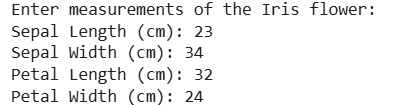 Enter measurements of the Iris flower:
Sepal Length (cm): 23
Sepal Width (cm): 34
Petal Length (cm): 32
Petal Width (cm): 24